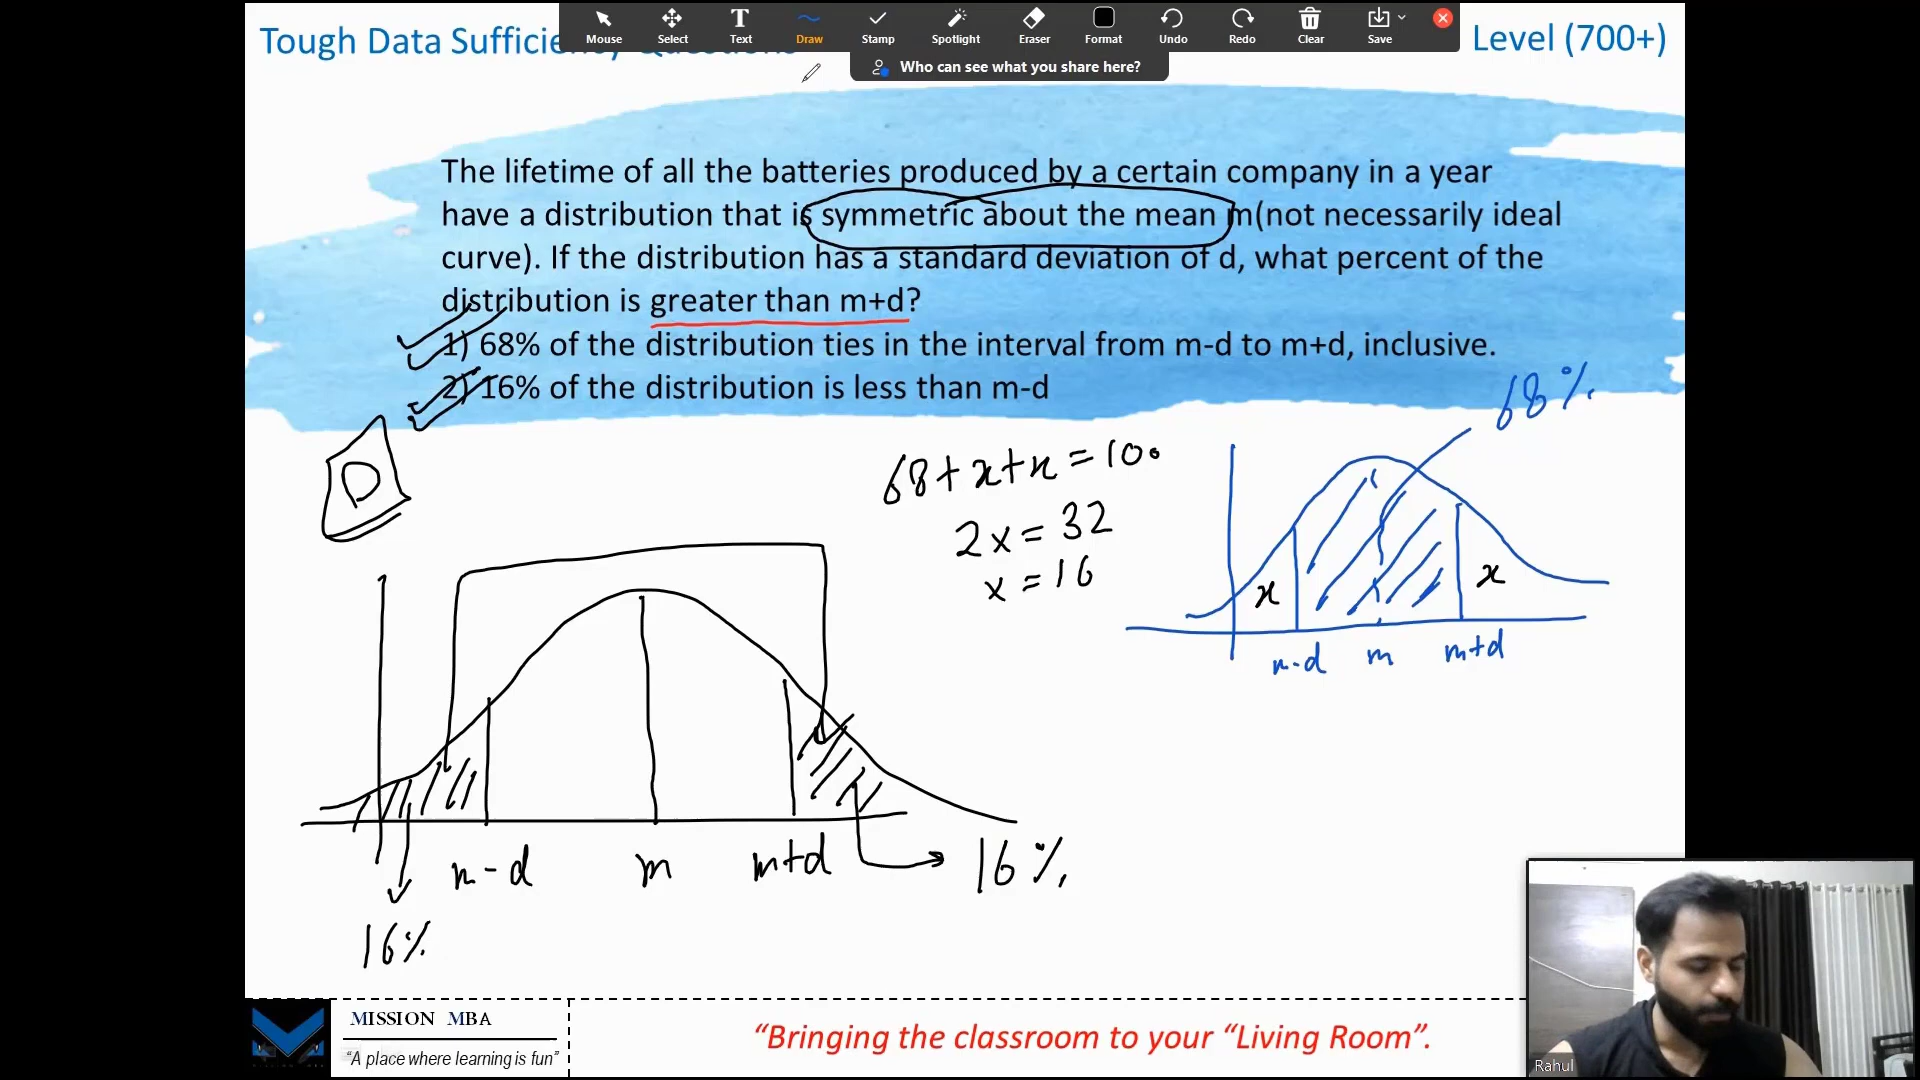 Mouse Select Text Draw Stamp Spotlight Eraser Format Undo Redo Clear Save
Who can see what you share here?
Tough Data Sufficiency Questions
Level (700+)
The lifetime of all the batteries produced by a certain company in a year
have a distribution that is symmetric about the mean m(not necessarily ideal
curve). If the distribution has a standard deviation of d, what percent of the
distribution is greater than m+d?
1) 68% of the distribution ties in the interval from m-d to m+d, inclusive.
2) 16% of the distribution is less than m-d
68%
D
68+x+x=100
2x=32
x=16
x x
m-d m m+d
m-d m m+d
16%
16%
MISSION MBA
“A place where learning is fun”
“Bringing the classroom to your “Living Room”.
Rahul